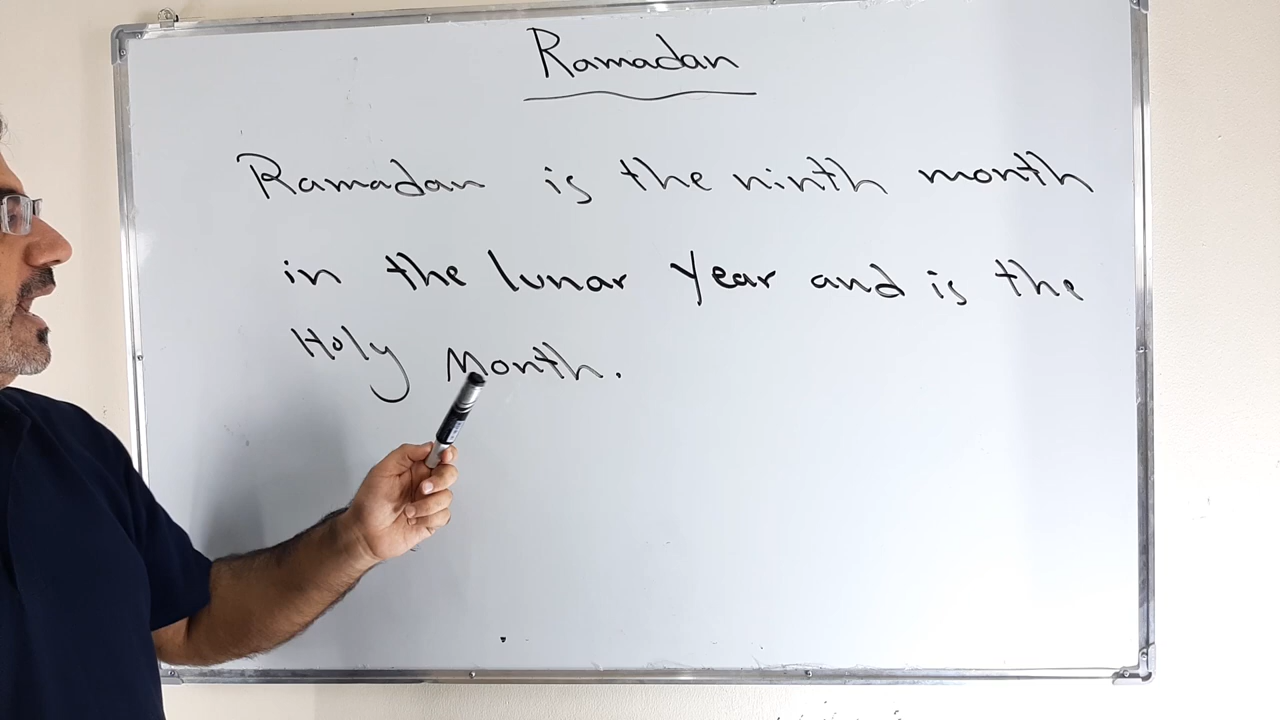 Ramadan
Ramadan is the ninth month
in the lunar year and is the
Holy Month.